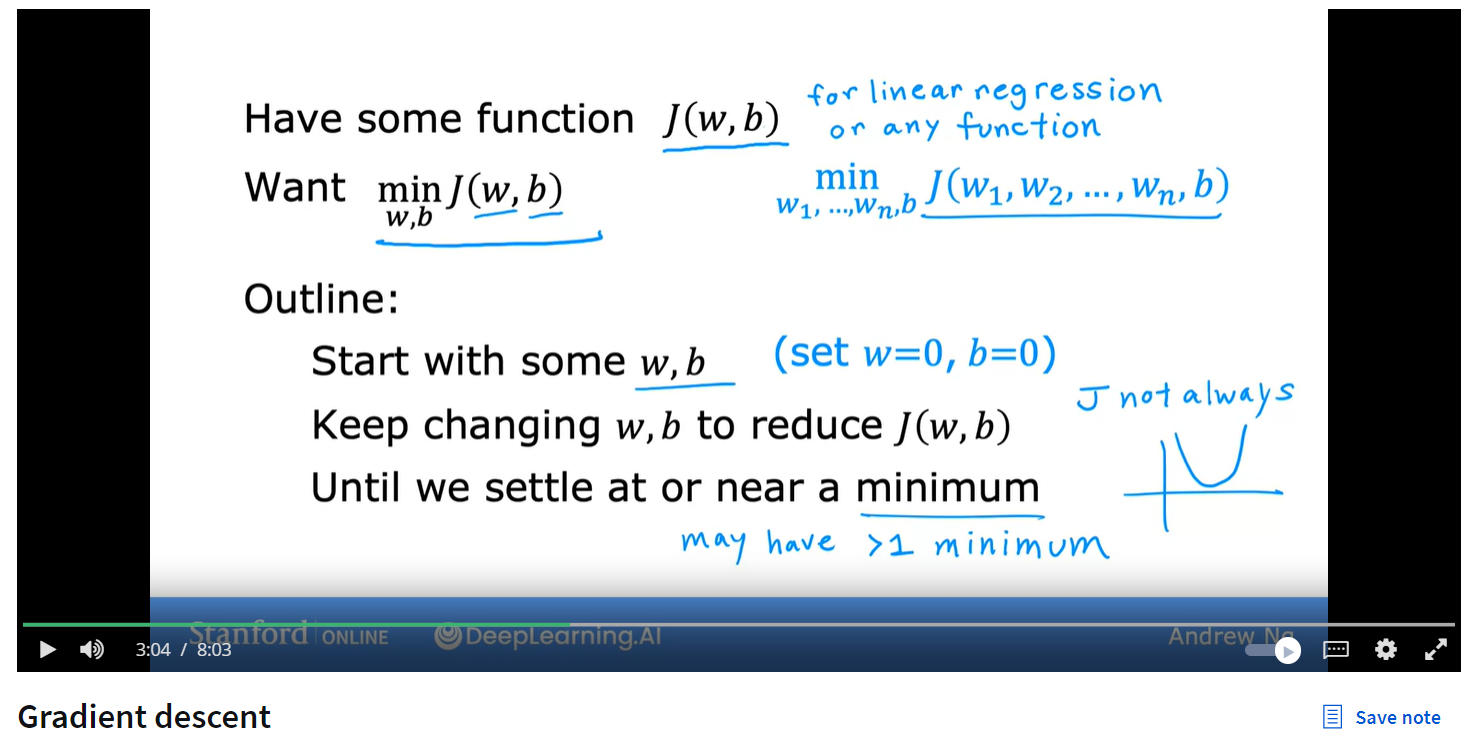 Have some function J(w, b) for linear regression
or any function
Want min J(w, b) min J(w₁, w₂, ..., wₙ, b)
w,b w₁, ...,wₙ,b
Outline:
Start with some w, b (set w=0, b=0)
J not always
Keep changing w, b to reduce J(w, b)
Until we settle at or near a minimum
may have >1 minimum
Stanford ONLINE DeepLearning.AI Andrew Ng
3:04 / 8:03
Gradient descent Save note